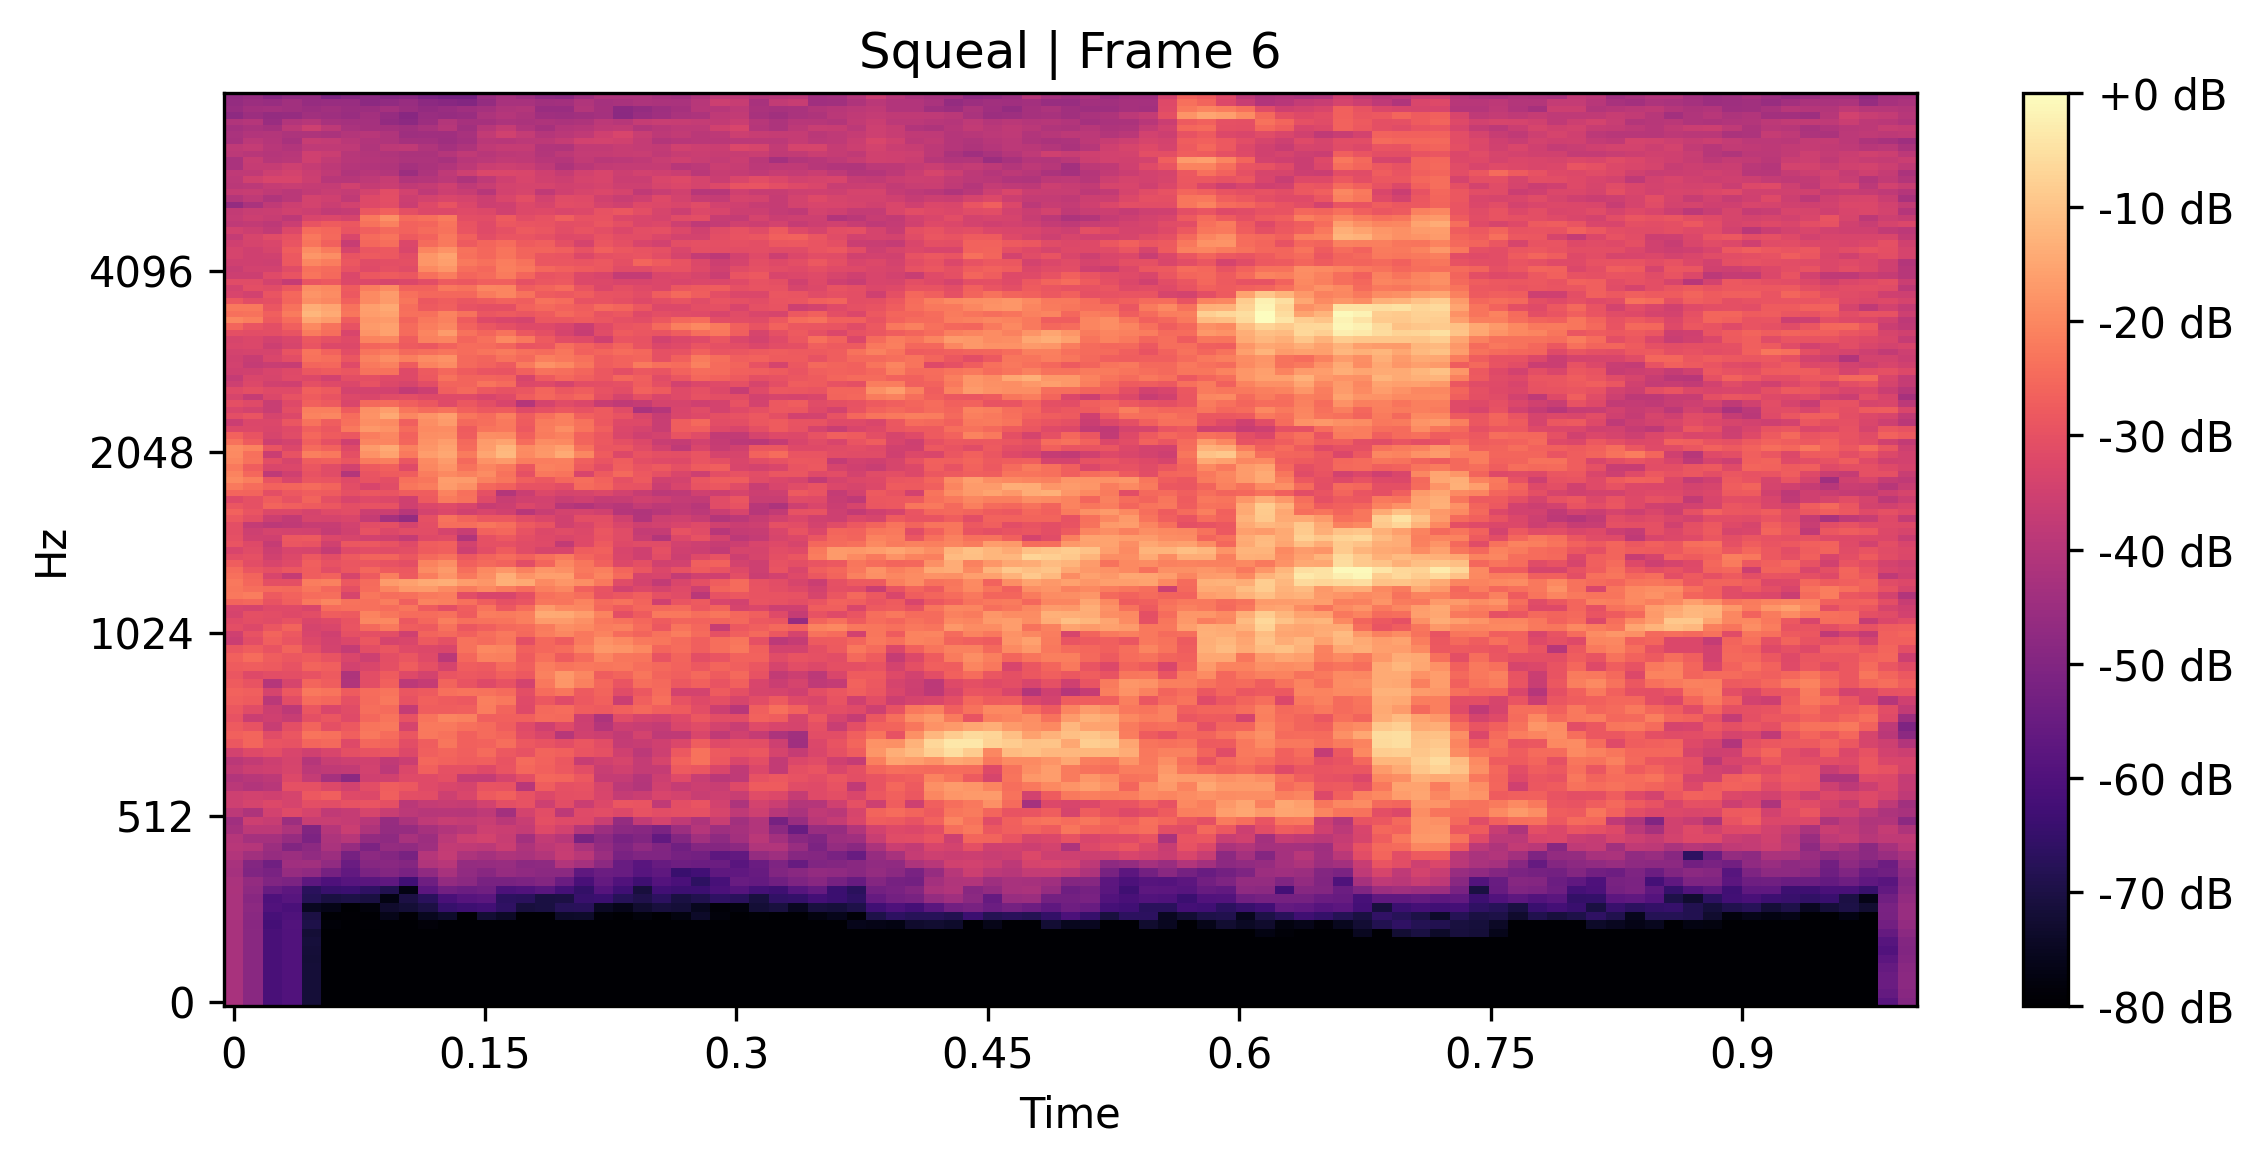 Squeal | Frame 6
+0 dB
-10 dB
-20 dB
-30 dB
-40 dB
-50 dB
-60 dB
-70 dB
-80 dB
Hz
4096
2048
1024
512
0
0 0.15 0.3 0.45 0.6 0.75 0.9
Time